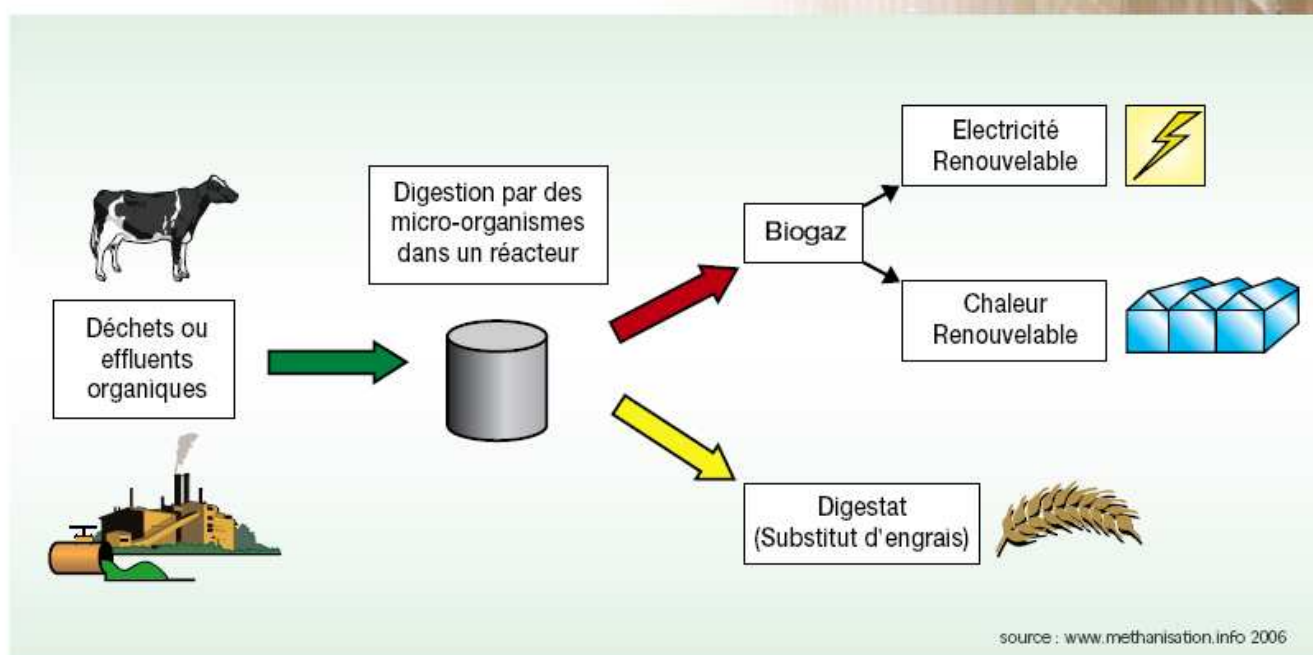 Déchets ou
effluents
organiques
Digestion par des
micro-organismes
dans un réacteur
Biogaz
Electricité
Renouvelable
Chaleur
Renouvelable
Digestat
(Substitut d'engrais)
source : www.methanisation.info 2006